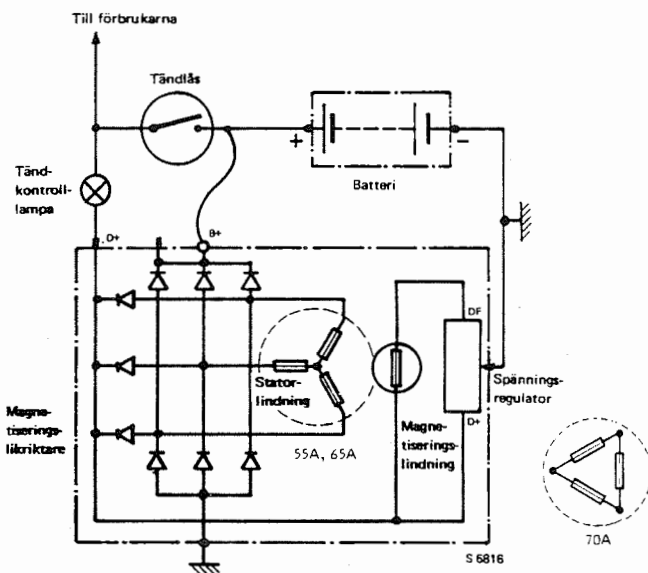 Till förbrukarna
Tändlås
+
-
Batteri
Tänd-
kontroll-
lampa
D+
B+
DF
Stator-
lindning
Spännings-
regulator
D+
Magne-
tiserings-
likriktare
Magne-
tiserings-
lindning
55A, 65A
70A
S 6816